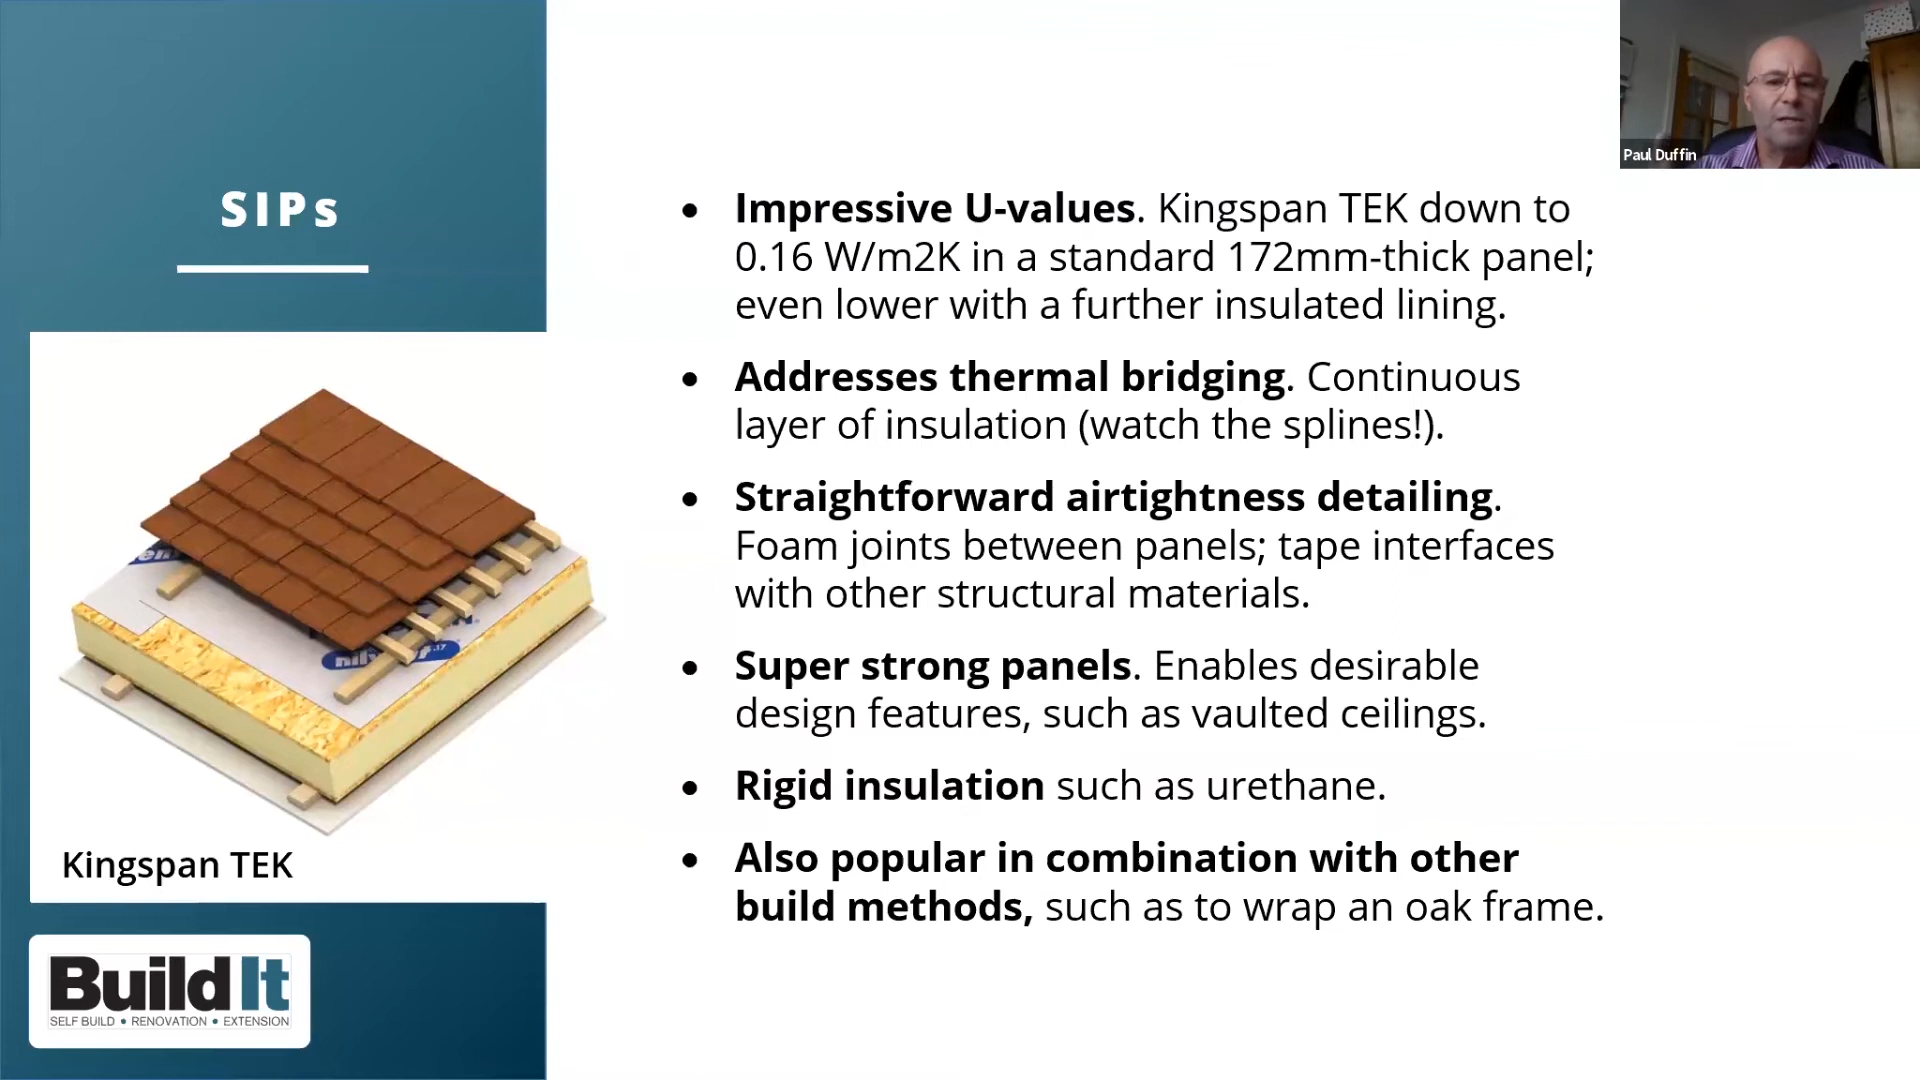 SIPs
Paul Duffin
• Impressive U-values. Kingspan TEK down to
0.16 W/m2K in a standard 172mm-thick panel;
even lower with a further insulated lining.
• Addresses thermal bridging. Continuous
layer of insulation (watch the splines!).
• Straightforward airtightness detailing.
Foam joints between panels; tape interfaces
with other structural materials.
• Super strong panels. Enables desirable
design features, such as vaulted ceilings.
• Rigid insulation such as urethane.
• Also popular in combination with other
build methods, such as to wrap an oak frame.
Kingspan TEK
Build It
SELF BUILD • RENOVATION • EXTENSION